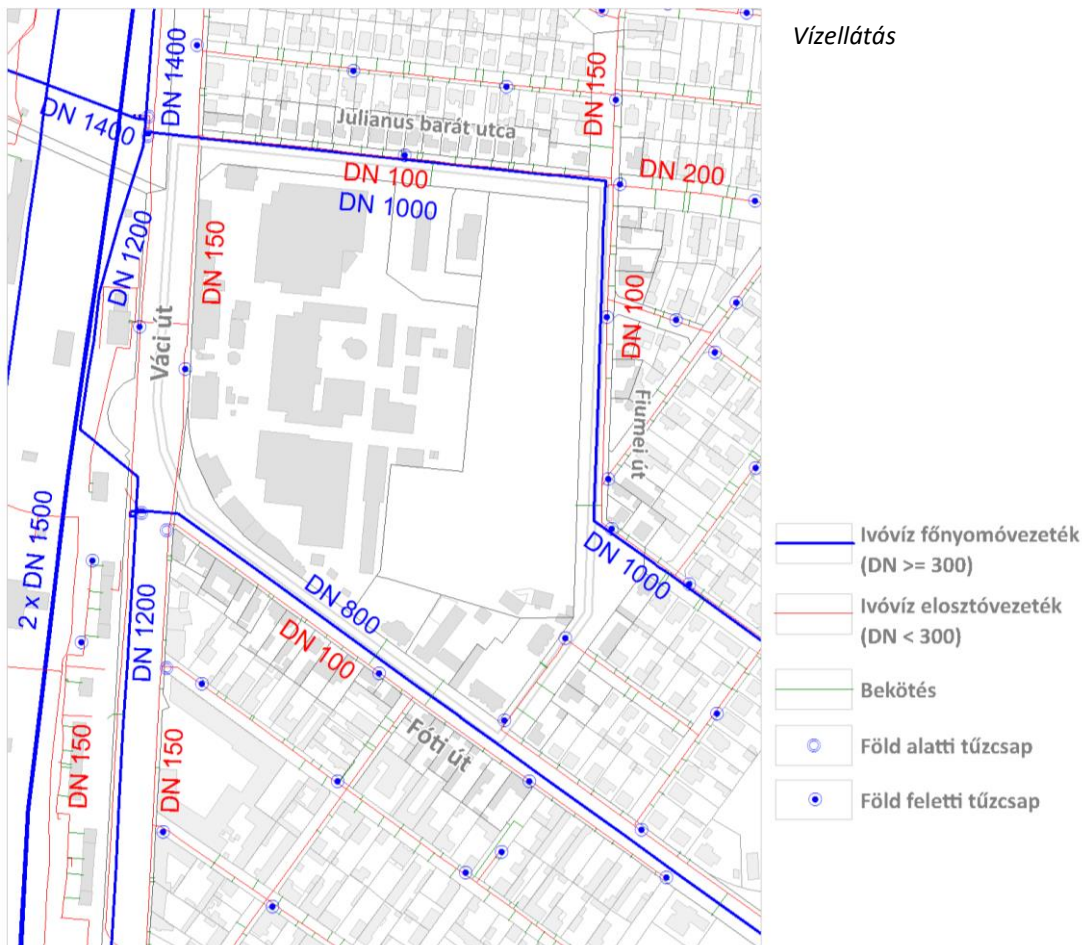 Vízellátás
DN 1400
DN 150
DN 1400
Julianus barát utca
DN 100
DN 1000
DN 200
DN 1200
DN 150
Váci út
DN 100
Fiumei út
2 x DN 1500
DN 1000
DN 800
DN 100
DN 1200
Fóti út
DN 150
DN 150
Ivóvíz főnyomóvezeték
(DN >= 300)
Ivóvíz elosztóvezeték
(DN < 300)
Bekötés
Föld alatti tűzcsap
Föld feletti tűzcsap